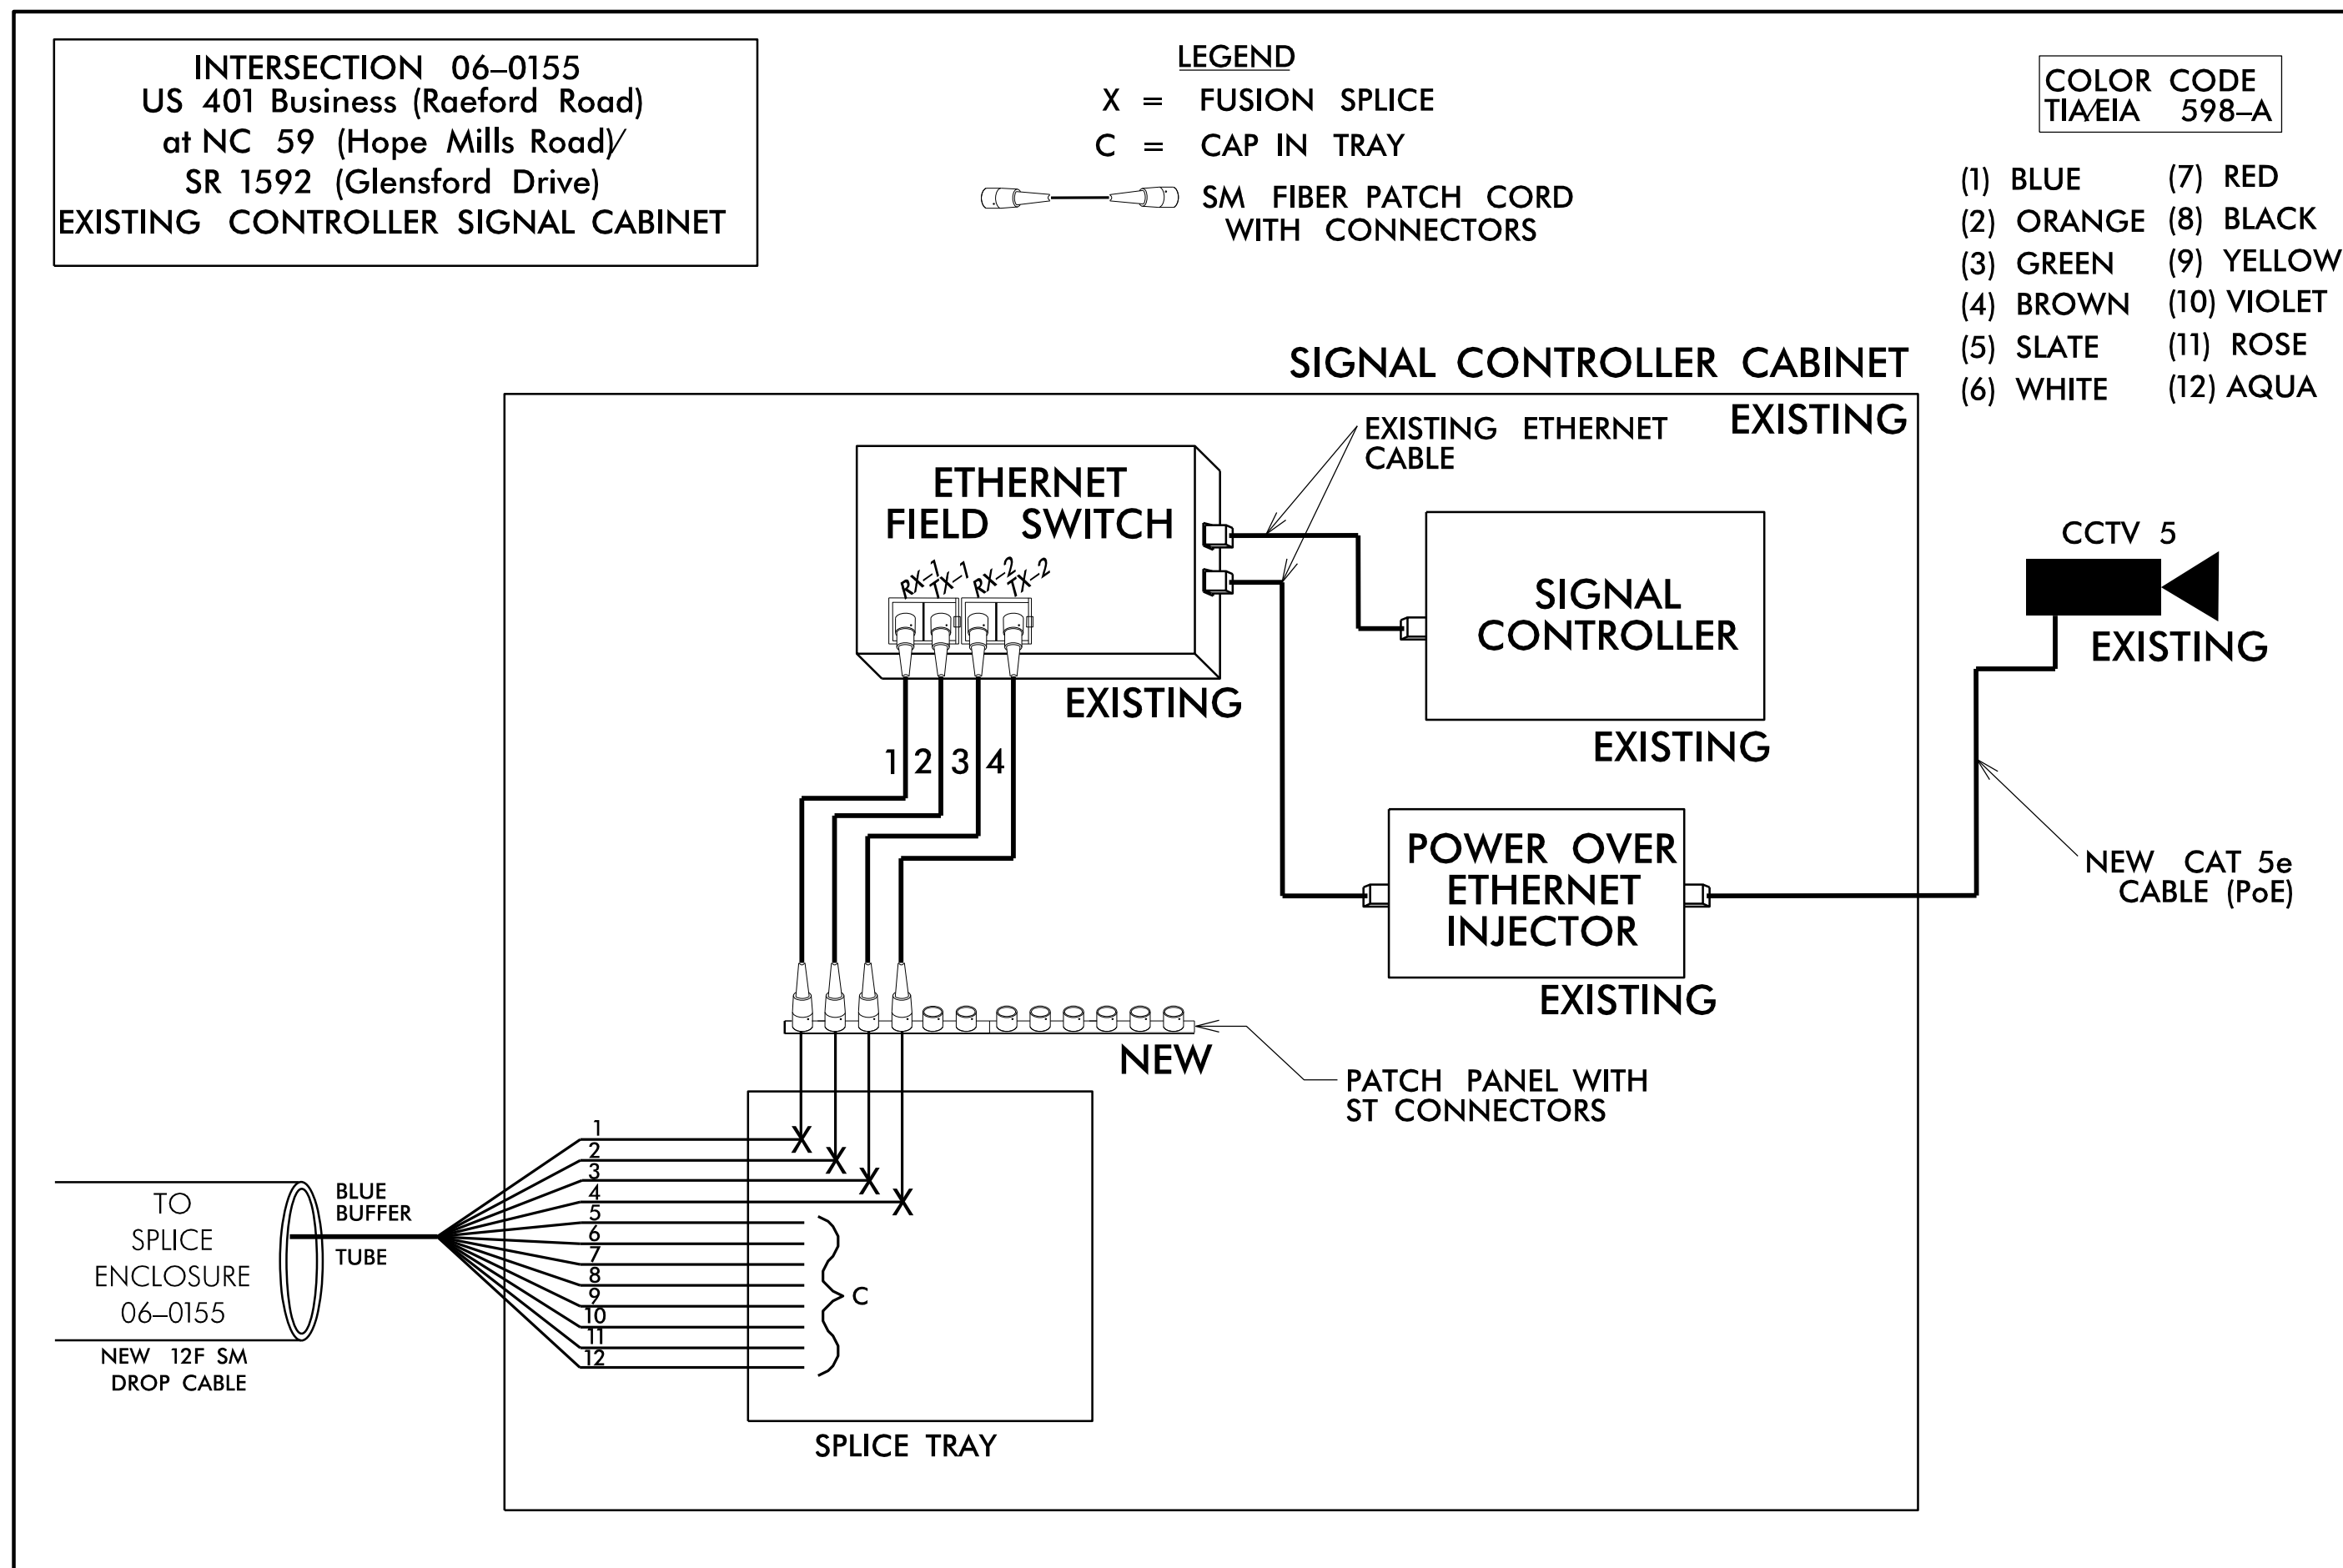 INTERSECTION 06–0155
US 401 Business (Raeford Road)
at NC 59 (Hope Mills Road)/
SR 1592 (Glensford Drive)
EXISTING CONTROLLER SIGNAL CABINET
LEGEND
X = FUSION SPLICE
C = CAP IN TRAY
SM FIBER PATCH CORD
WITH CONNECTORS
COLOR CODE
TIA/EIA 598–A
(1) BLUE
(2) ORANGE
(3) GREEN
(4) BROWN
(5) SLATE
(6) WHITE
(7) RED
(8) BLACK
(9) YELLOW
(10) VIOLET
(11) ROSE
(12) AQUA
SIGNAL CONTROLLER CABINET
EXISTING
EXISTING ETHERNET
CABLE
ETHERNET
FIELD SWITCH
RX–1
TX–1
RX–2
TX–2
EXISTING
SIGNAL
CONTROLLER
EXISTING
CCTV 5
EXISTING
1 2 3 4
POWER OVER
ETHERNET
INJECTOR
EXISTING
NEW CAT 5e
CABLE (PoE)
NEW
PATCH PANEL WITH
ST CONNECTORS
X
X
X
X
1
2
3
4
5
6
7
8
9
10
11
12
C
BLUE
BUFFER
TUBE
TO
SPLICE
ENCLOSURE
06–0155
NEW 12F SM
DROP CABLE
SPLICE TRAY